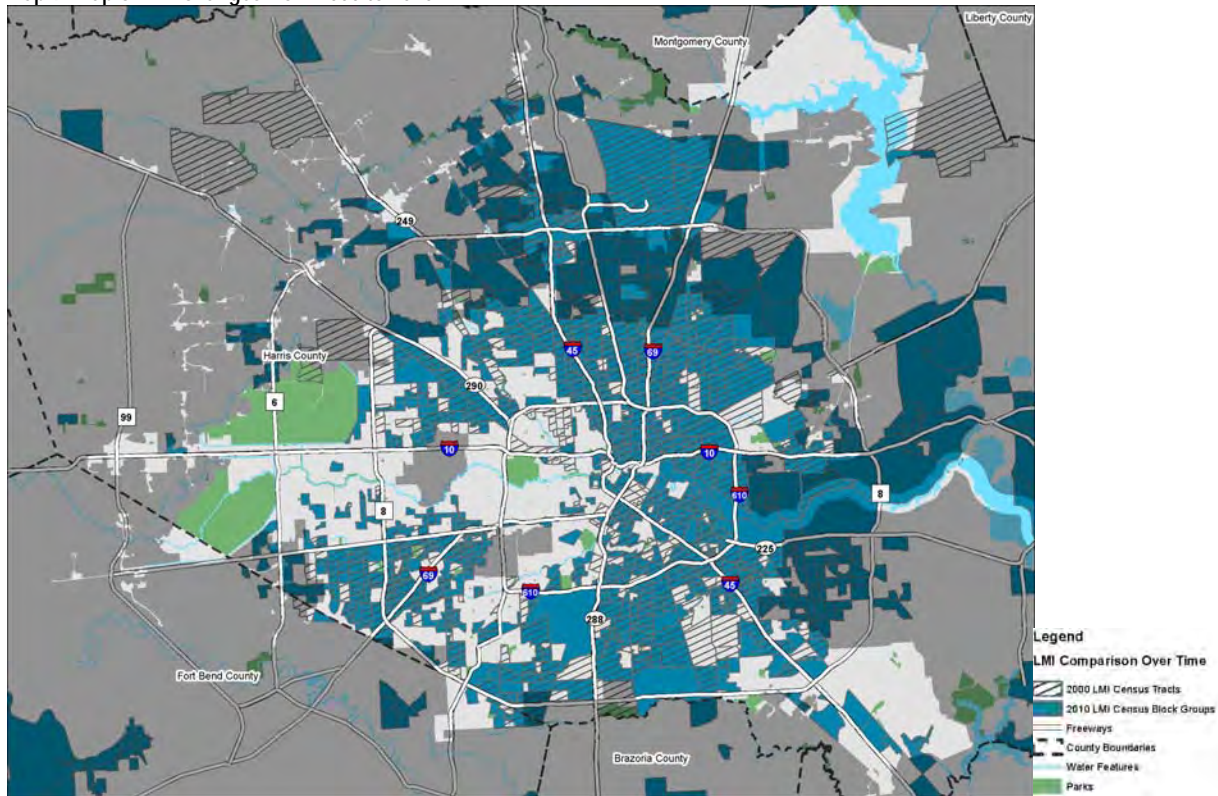 Liberty County
Montgomery County
249
45
69
Harris County
290
6
99
10
10
8
610
8
225
69
45
610
288
Fort Bend County
Brazoria County
Legend
LMI Comparison Over Time
2000 LMI Census Tracts
2010 LMI Census Block Groups
Freeways
County Boundaries
Water Features
Parks